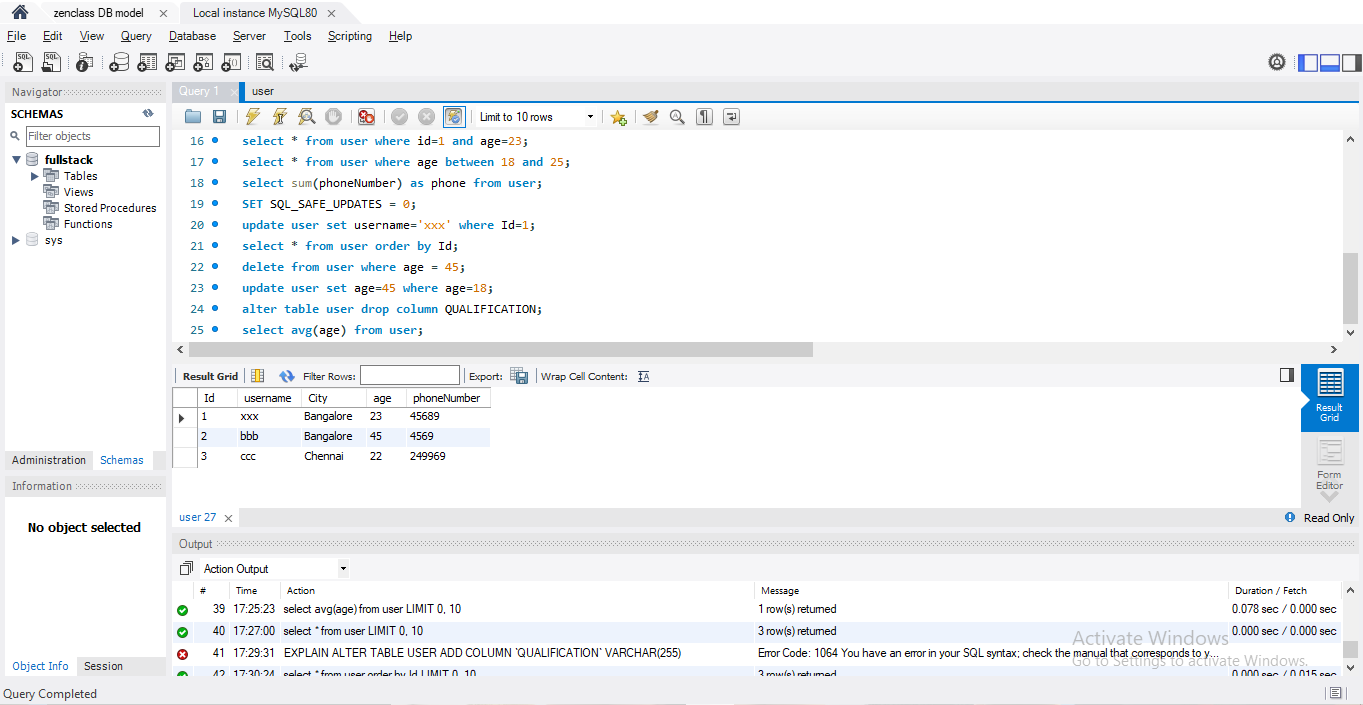 zenclass DB model
Local instance MySQL80
File Edit View Query Database Server Tools Scripting Help
Navigator
SCHEMAS
Filter objects
fullstack
Tables
Views
Stored Procedures
Functions
sys
Administration Schemas
Information
No object selected
Object Info Session
Query 1 user
Limit to 10 rows
16 select * from user where id=1 and age=23;
17 select * from user where age between 18 and 25;
18 select sum(phoneNumber) as phone from user;
19 SET SQL_SAFE_UPDATES = 0;
20 update user set username='xxx' where Id=1;
21 select * from user order by Id;
22 delete from user where age = 45;
23 update user set age=45 where age=18;
24 alter table user drop column QUALIFICATION;
25 select avg(age) from user;
Result Grid Filter Rows: Export: Wrap Cell Content:
Id username City age phoneNumber
1 xxx Bangalore 23 45689
2 bbb Bangalore 45 4569
3 ccc Chennai 22 249969
Result
Grid
Form
Editor
user 27
Read Only
Output
Action Output
# Time Action Message Duration / Fetch
39 17:25:23 select avg(age) from user LIMIT 0, 10 1 row(s) returned 0.078 sec / 0.000 sec
40 17:27:00 select * from user LIMIT 0, 10 3 row(s) returned 0.000 sec / 0.000 sec
41 17:29:31 EXPLAIN ALTER TABLE USER ADD COLUMN `QUALIFICATION` VARCHAR(255) Error Code: 1064 You have an error in your SQL syntax; check the manual that corresponds to y...
42 17:30:24 select * from user order by Id LIMIT 0, 10 3 row(s) returned 0.000 sec / 0.015 sec
Activate Windows
Go to Settings to activate Windows.
Query Completed